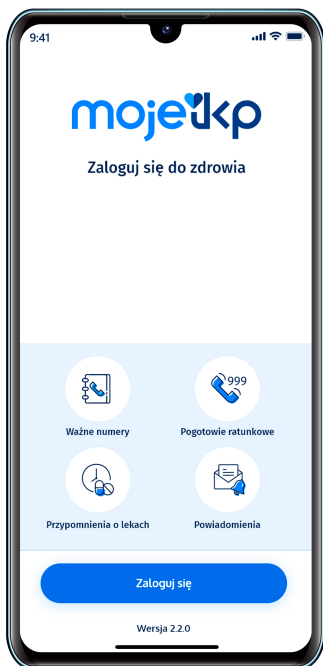 9:41
mojeikp
Zaloguj się do zdrowia
999
Ważne numery
Pogotowie ratunkowe
Przypomnienia o lekach
Powiadomienia
Zaloguj się
Wersja 2.2.0